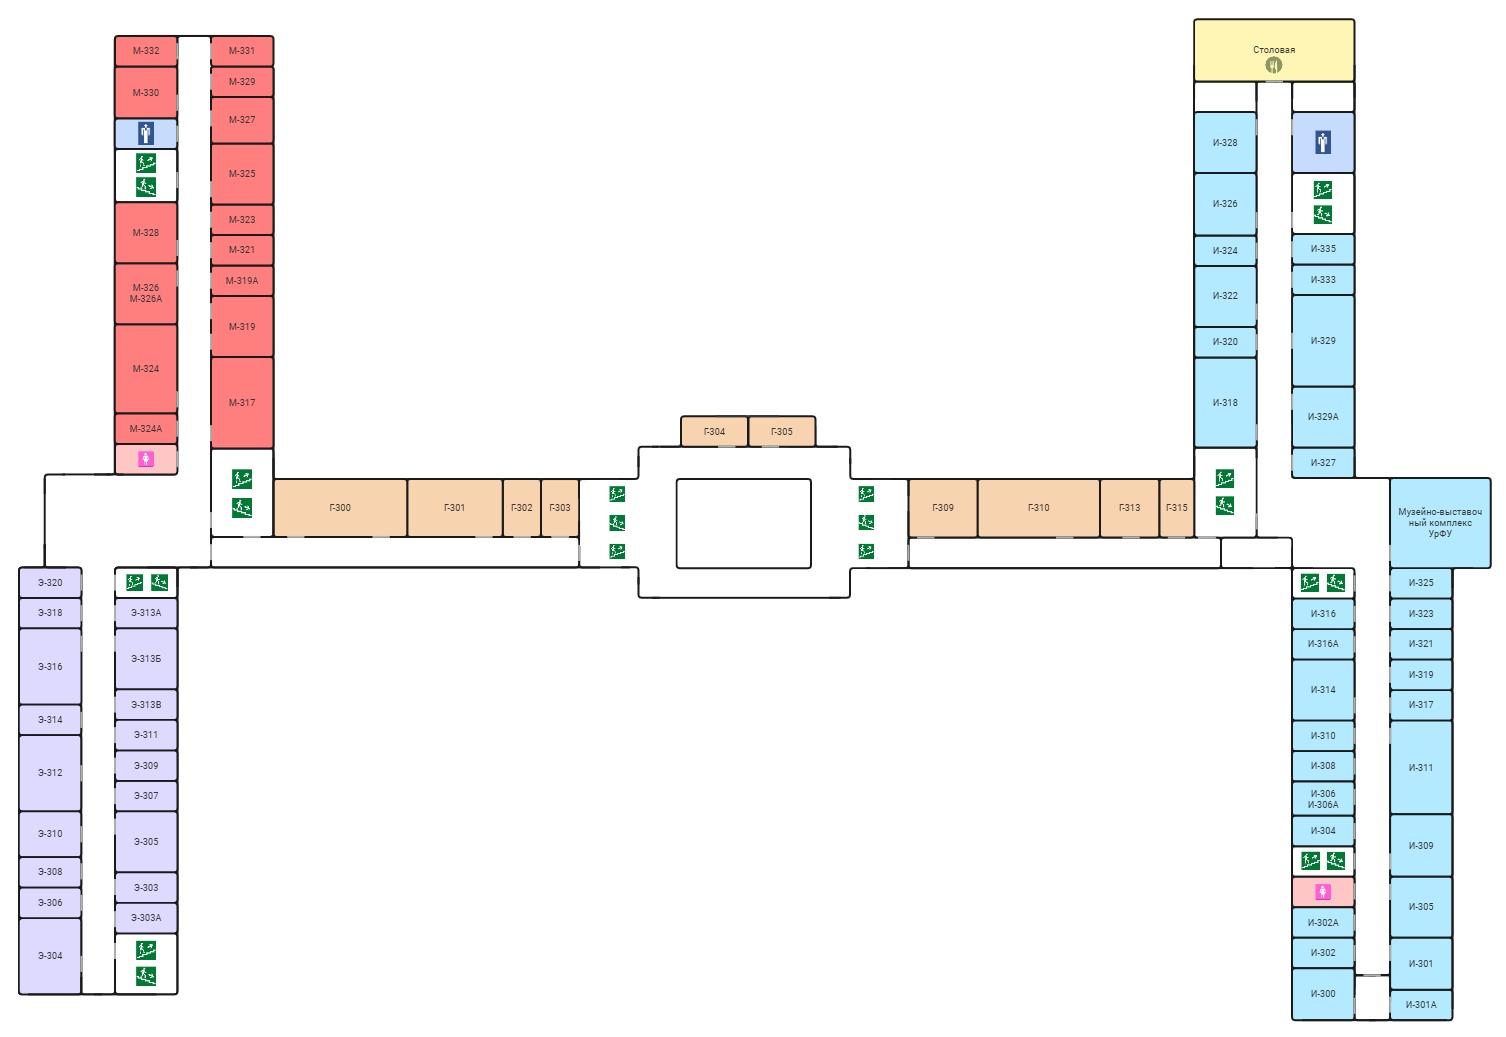 М-332
М-330
М-328
М-326
М-326А
М-324
М-324А
М-331
М-329
М-327
М-325
М-323
М-321
М-319А
М-319
М-317
Г-300
Г-301
Г-302
Г-303
Г-304
Г-305
Г-309
Г-310
Г-313
Г-315
Столовая
И-328
И-326
И-324
И-322
И-320
И-318
И-335
И-333
И-329
И-329А
И-327
Музейно-выставоч
ный комплекс
УрФУ
Э-320
Э-318
Э-316
Э-314
Э-312
Э-310
Э-308
Э-306
Э-304
Э-313А
Э-313Б
Э-313В
Э-311
Э-309
Э-307
Э-305
Э-303
Э-303А
И-316
И-316А
И-314
И-310
И-308
И-306
И-306А
И-304
И-302А
И-302
И-300
И-325
И-323
И-321
И-319
И-317
И-311
И-309
И-305
И-301
И-301А